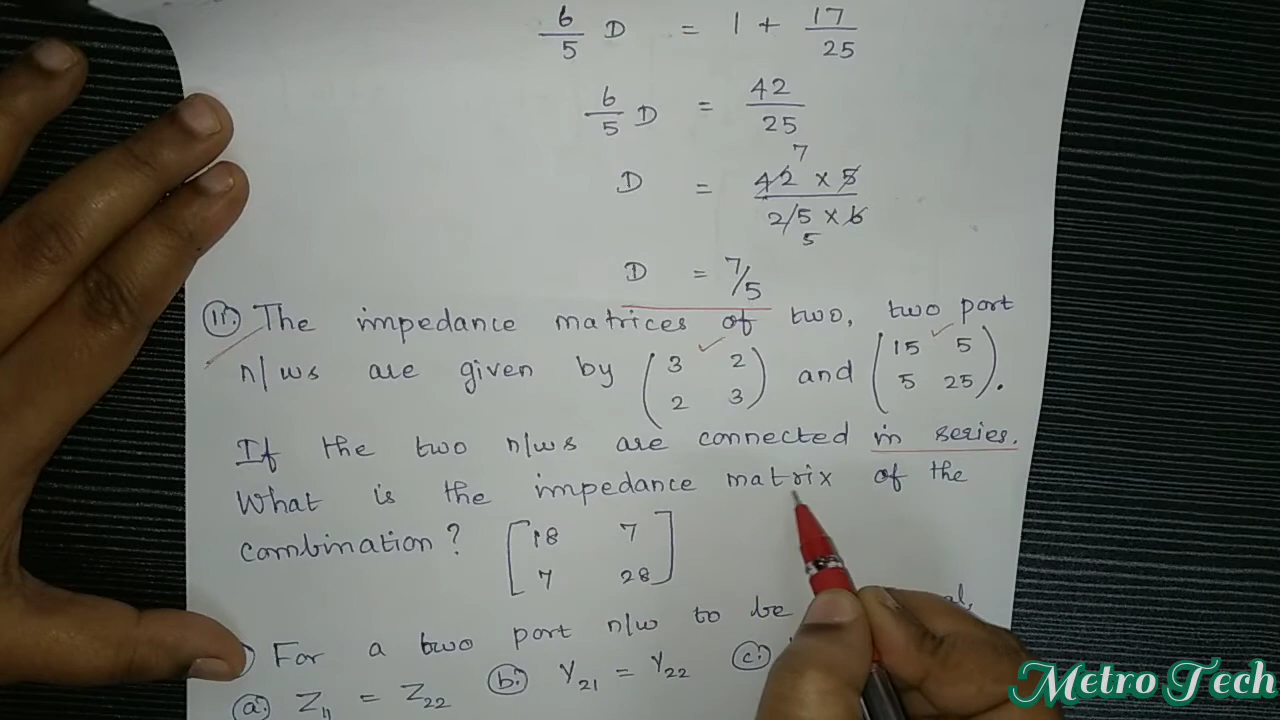 6/5 D = 1 + 17/25
6/5 D = 42/25
7
D = 42 × 5 / 25 × 6
5
D = 7/5
11. The impedance matrices of two, two port
n/ws are given by (3 2 and (15 5
2 3) 5 25).
If the two n/ws are connected in series.
What is the impedance matrix of the
combination? [18 7
7 28]
For a two port n/w to be
a. Z11 = Z22 b. Y21 = Y22 c.
Metro Tech